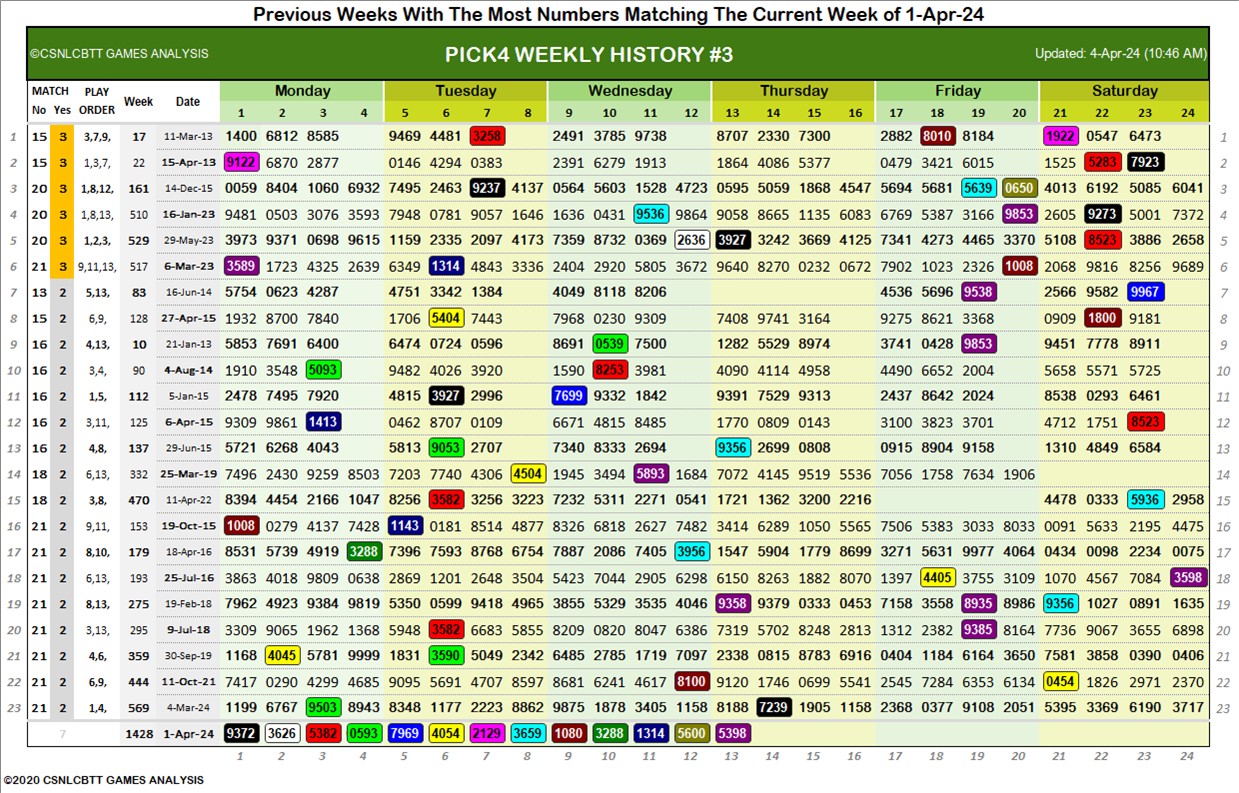 Previous Weeks With The Most Numbers Matching The Current Week of 1-Apr-24
©CSNLCBTT GAMES ANALYSIS PICK4 WEEKLY HISTORY #3 Updated: 4-Apr-24 (10:46 AM)
MATCH PLAY Week Date Monday Tuesday Wednesday Thursday Friday Saturday
No Yes ORDER 1 2 3 4 5 6 7 8 9 10 11 12 13 14 15 16 17 18 19 20 21 22 23 24
1 15 3 3,7,9, 17 11-Mar-13 1400 6812 8585 9469 4481 3258 2491 3785 9738 8707 2330 7300 2882 8010 8184 1922 0547 6473 1
2 15 3 1,3,7, 22 15-Apr-13 9122 6870 2877 0146 4294 0383 2391 6279 1913 1864 4086 5377 0479 3421 6015 1525 5283 7923 2
3 20 3 1,8,12, 161 14-Dec-15 0059 8404 1060 6932 7495 2463 9237 4137 0564 5603 1528 4723 0595 5059 1868 4547 5694 5681 5639 0650 4013 6192 5085 6041 3
4 20 3 1,8,13, 510 16-Jan-23 9481 0503 3076 3593 7948 0781 9057 1646 1636 0431 9536 9864 9058 8665 1135 6083 6769 5387 3166 9853 2605 9273 5001 7372 4
5 20 3 1,2,3, 529 29-May-23 3973 9371 0698 9615 1159 2335 2097 4173 7359 8732 0369 2636 3927 3242 3669 4125 7341 4273 4465 3370 5108 8523 3886 2658 5
6 21 3 9,11,13, 517 6-Mar-23 3589 1723 4325 2639 6349 1314 4843 3336 2404 2920 5805 3672 9640 8270 0232 0672 7902 1023 2326 1008 2068 9816 8256 9689 6
7 13 2 5,13, 83 16-Jun-14 5754 0623 4287 4751 3342 1384 4049 8118 8206 4536 5696 9538 2566 9582 9967 7
8 15 2 6,9, 128 27-Apr-15 1932 8700 7840 1706 5404 7443 7968 0230 9309 7408 9741 3164 9275 8621 3368 0909 1800 9181 8
9 16 2 4,13, 10 21-Jan-13 5853 7691 6400 6474 0724 0596 8691 0539 7500 1282 5529 8974 3741 0428 9853 9451 7778 8911 9
10 16 2 3,4, 90 4-Aug-14 1910 3548 5093 9482 4026 3920 1590 8253 3981 4090 4114 4958 4490 6652 2004 5658 5571 5725 10
11 16 2 1,5, 112 5-Jan-15 2478 7495 7920 4815 3927 2996 7699 9332 1842 9391 7529 9313 2437 8642 2024 8538 0293 6461 11
12 16 2 3,11, 125 6-Apr-15 9309 9861 1413 0462 8707 0109 6671 4815 8485 1770 0809 0143 3100 3823 3701 4712 1751 8523 12
13 16 2 4,8, 137 29-Jun-15 5721 6268 4043 5813 9053 2707 7340 8333 2694 9356 2699 0808 0915 8904 9158 1310 4849 6584 13
14 18 2 6,13, 332 25-Mar-19 7496 2430 9259 8503 7203 7740 4306 4504 1945 3494 5893 1684 7072 4145 9519 5536 7056 1758 7634 1906 14
15 18 2 3,8, 470 11-Apr-22 8394 4454 2166 1047 8256 3582 3256 3223 7232 5311 2271 0541 1721 1362 3200 2216 4478 0333 5936 2958 15
16 21 2 9,11, 153 19-Oct-15 1008 0279 4137 7428 1143 0181 8514 4877 8326 6818 2627 7482 3414 6289 1050 5565 7506 5383 3033 8033 0091 5633 2195 4475 16
17 21 2 8,10, 179 18-Apr-16 8531 5739 4919 3288 7396 7593 8768 6754 7887 2086 7405 3956 1547 5904 1779 8699 3271 5631 9977 4064 0434 0098 2234 0075 17
18 21 2 6,13, 193 25-Jul-16 3863 4018 9809 0638 2869 1201 2648 3504 5423 7044 2905 6298 6150 8263 1882 8070 1397 4405 3755 3109 1070 4567 7084 3598 18
19 21 2 8,13, 275 19-Feb-18 7962 4923 9384 9819 5350 0599 9418 4965 3855 5329 3535 4046 9358 9379 0333 0453 7158 3558 8935 8986 9356 1027 0891 1635 19
20 21 2 3,13, 295 9-Jul-18 3309 9065 1962 1368 5948 3582 6683 5855 8209 0820 8047 6386 7319 5702 8248 2813 1312 2382 9385 8164 7736 9067 3655 6898 20
21 21 2 4,6, 359 30-Sep-19 1168 4045 5781 9999 1831 3590 5049 2342 6485 2785 1719 7097 2338 0815 8783 6916 0404 1184 6164 3650 7581 3858 0390 0406 21
22 21 2 6,9, 444 11-Oct-21 7417 0290 4299 4685 9095 5691 4707 8597 8681 6241 4617 8100 9120 1746 0699 5541 2545 7284 6353 6134 0454 1826 2971 2370 22
23 21 2 1,4, 569 4-Mar-24 1199 6767 9503 8943 8348 1177 2223 8862 9875 1878 3405 1158 8188 7239 1905 1158 2368 0377 9108 2051 5395 3369 6190 3717 23
7 1428 1-Apr-24 9372 3626 5382 0593 7969 4054 2129 3659 1080 3288 1314 5600 5398
1 2 3 4 5 6 7 8 9 10 11 12 13 14 15 16 17 18 19 20 21 22 23 24
©2020 CSNLCBTT GAMES ANALYSIS